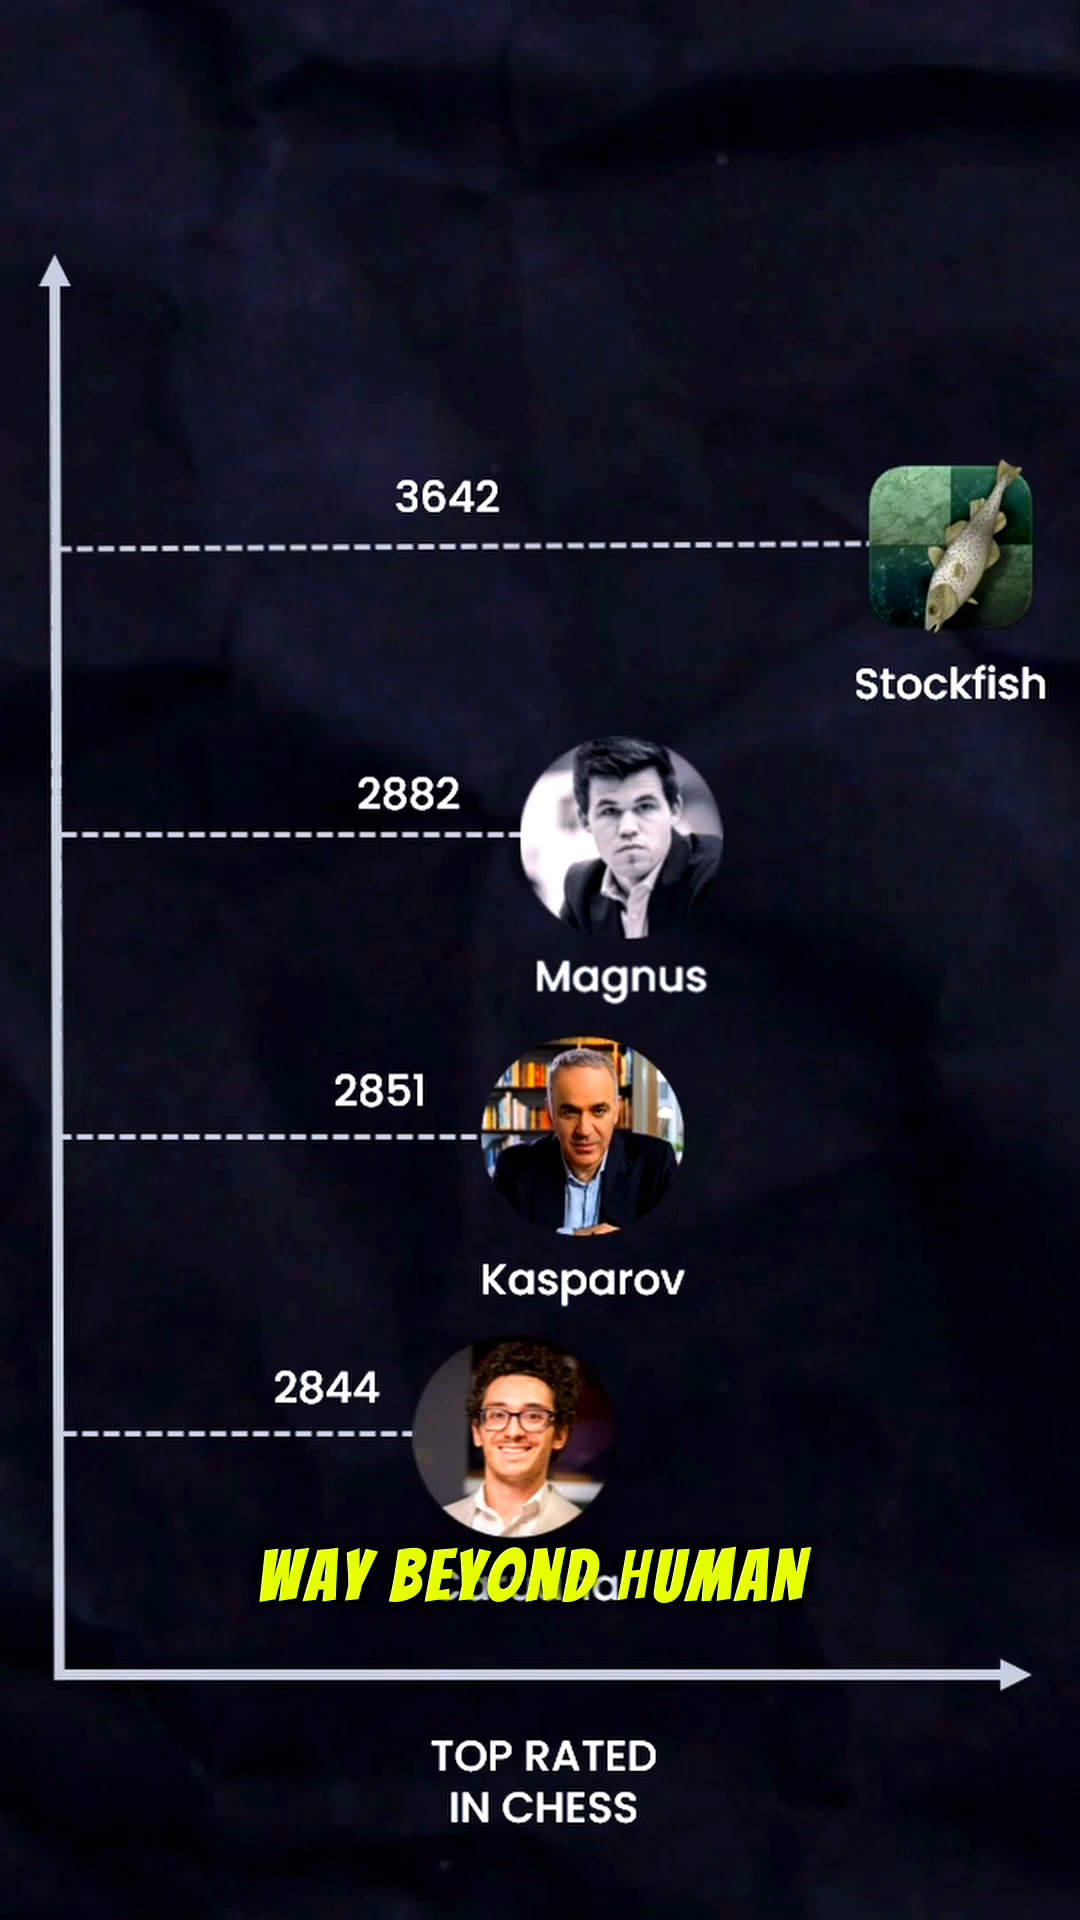 3642
Stockfish
2882
Magnus
2851
Kasparov
2844
WAY BEYOND HUMAN
TOP RATED
IN CHESS